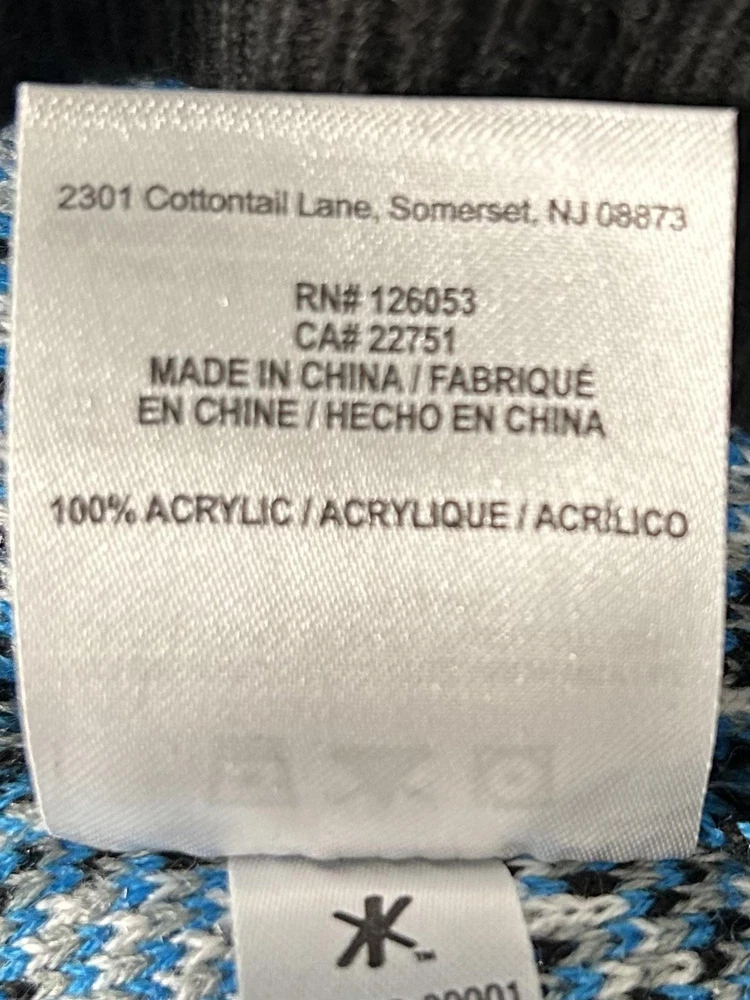 2301 Cottontail Lane, Somerset, NJ 08873
RN# 126053
CA# 22751
MADE IN CHINA / FABRIQUÉ
EN CHINE / HECHO EN CHINA
100% ACRYLIC / ACRYLIQUE / ACRÍLICO
TM